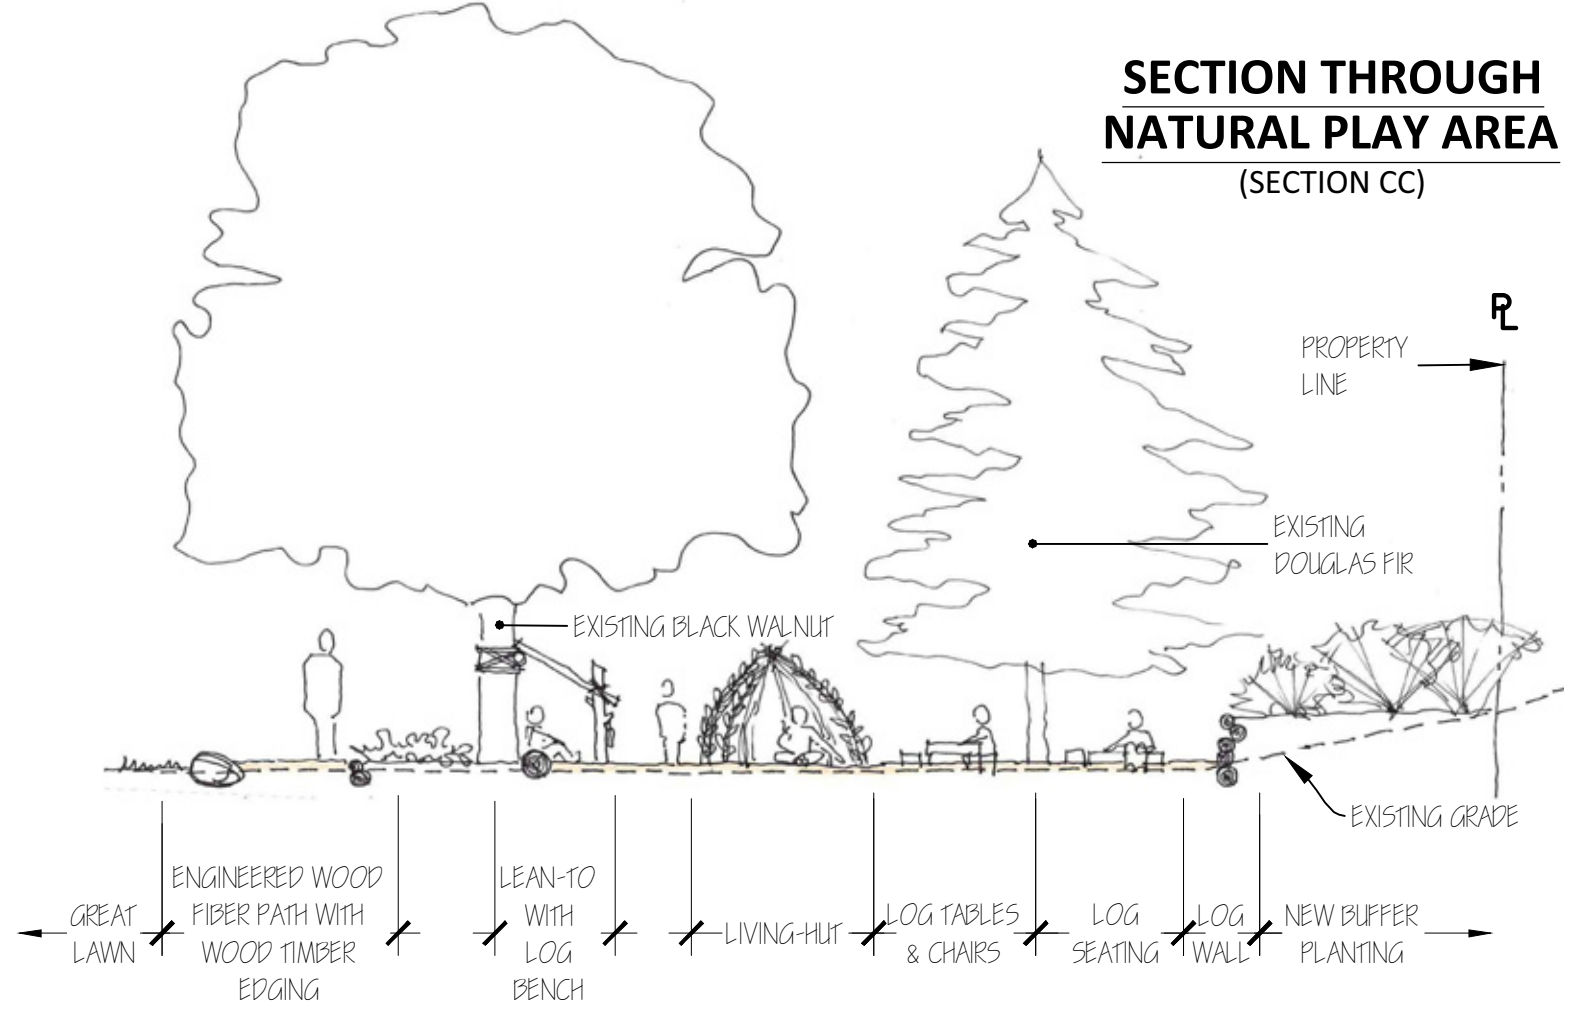 SECTION THROUGH
NATURAL PLAY AREA
(SECTION CC)
PL
PROPERTY
LINE
EXISTING
DOUGLAS FIR
EXISTING BLACK WALNUT
EXISTING GRADE
GREAT
LAWN
ENGINEERED WOOD
FIBER PATH WITH
WOOD TIMBER
EDGING
LEAN-TO
WITH
LOG
BENCH
LIVING-HUT
LOG TABLES
& CHAIRS
LOG
SEATING
LOG
WALL
NEW BUFFER
PLANTING